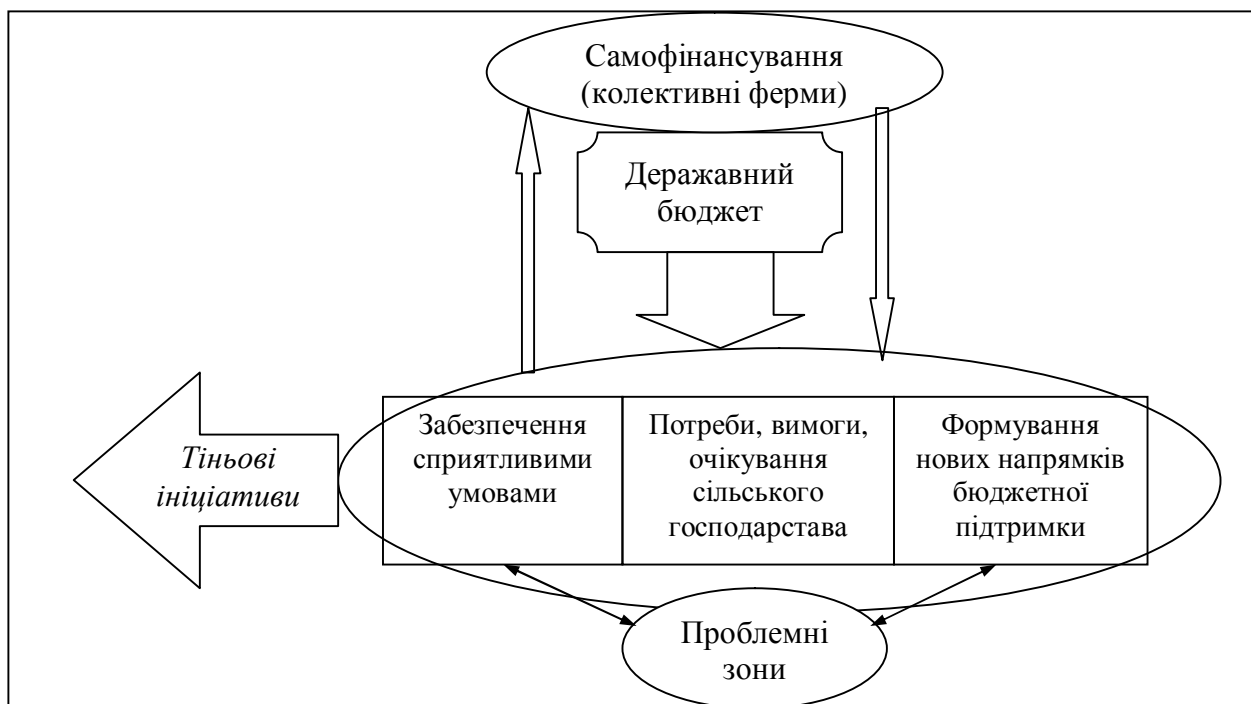 Самофінансування
(колективні ферми)
Деражавний
бюджет
Тіньові
ініціативи
Забезпечення
сприятливими
умовами
Потреби, вимоги,
очікування
сільського
господарстава
Формування
нових напрямків
бюджетної
підтримки
Проблемні
зони